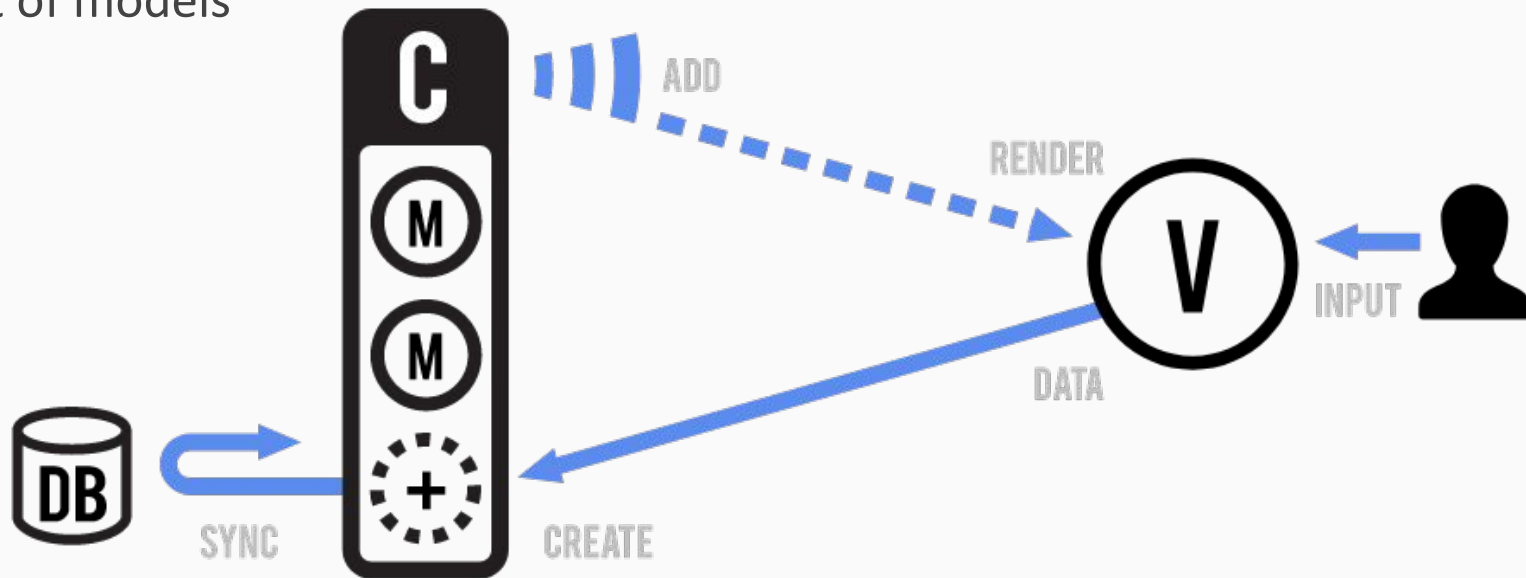 of models
C
ADD
RENDER
M
V
INPUT
M
DATA
DB
+
SYNC
CREATE